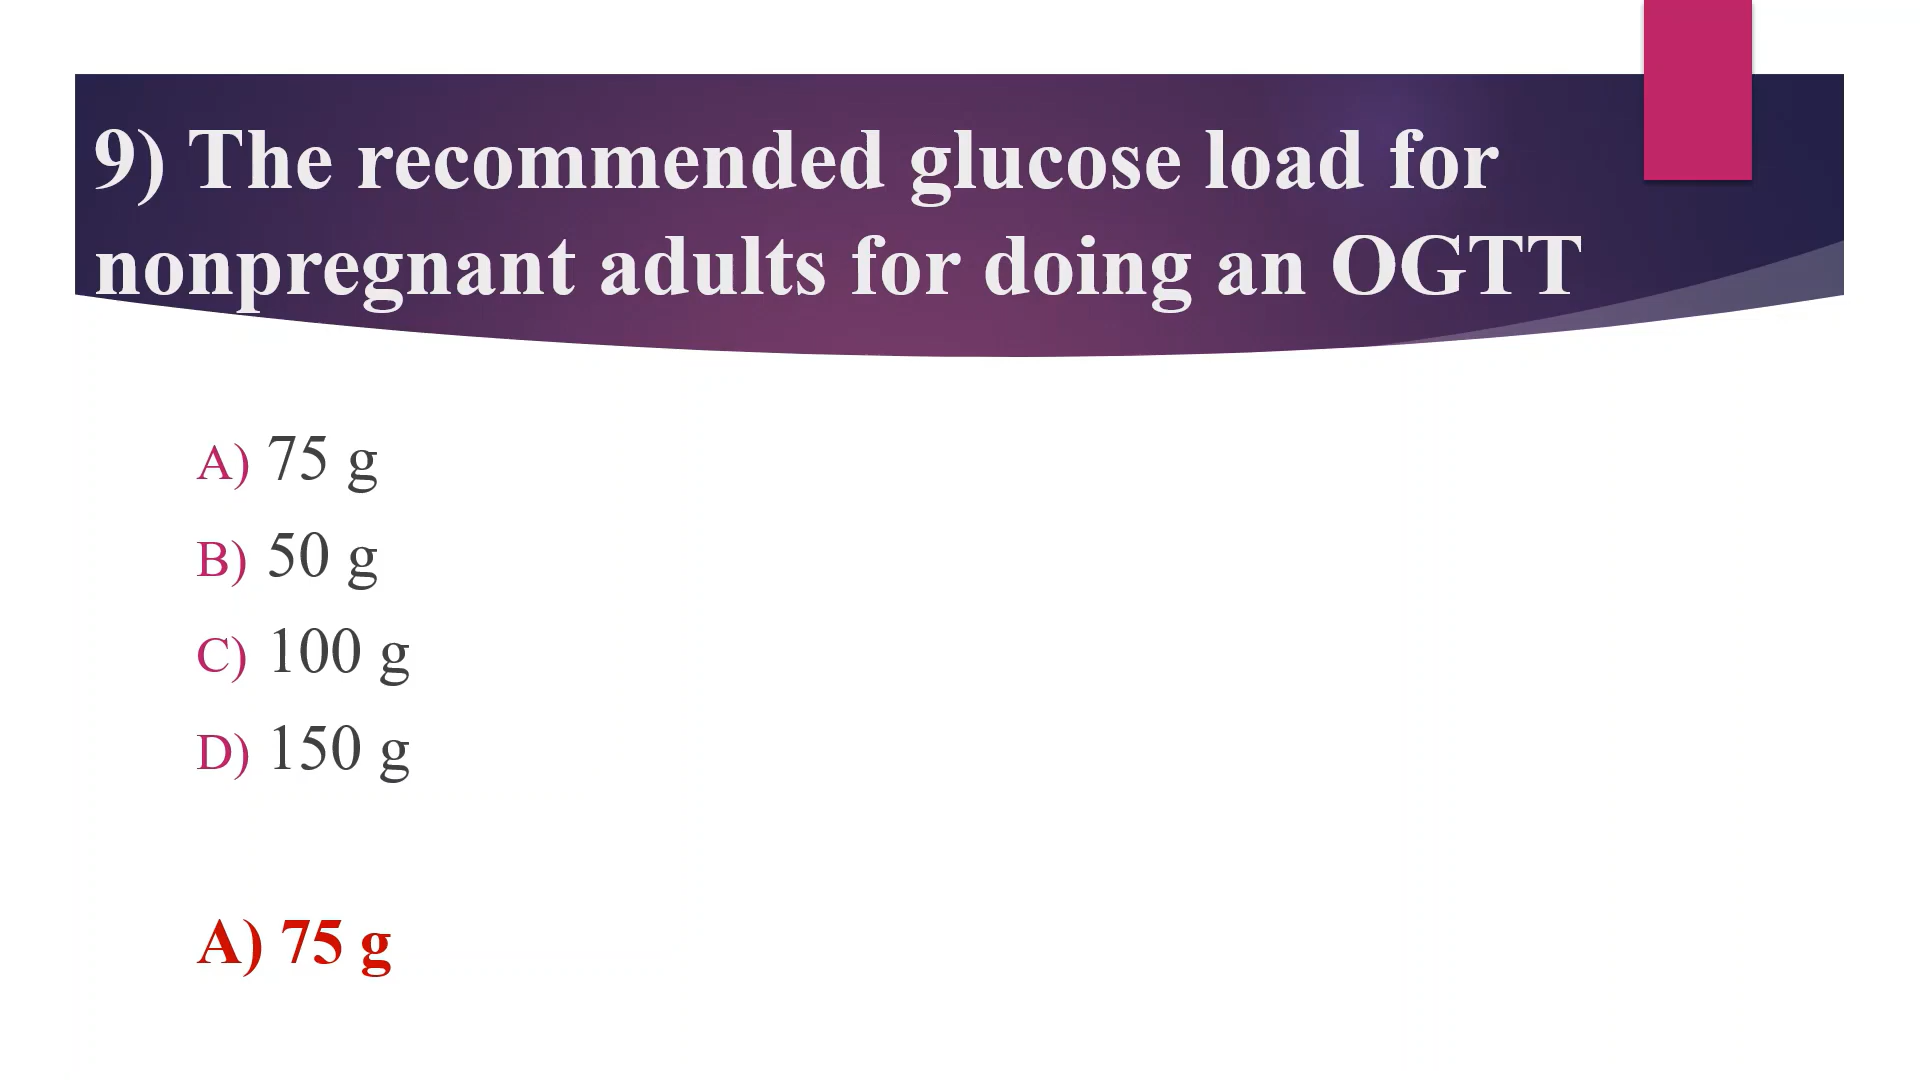 9) The recommended glucose load for
nonpregnant adults for doing an OGTT
A) 75 g
B) 50 g
C) 100 g
D) 150 g
A) 75 g